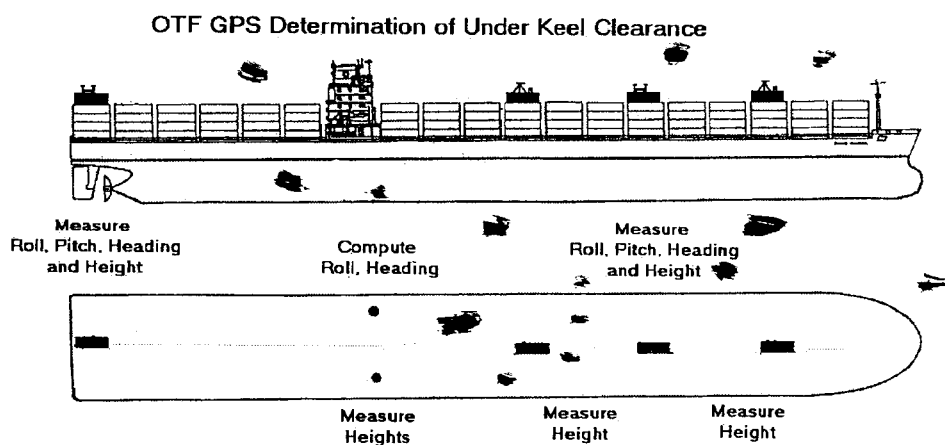 OTF GPS Determination of Under Keel Clearance
Measure
Roll, Pitch, Heading
and Height
Compute
Roll, Heading
Measure
Roll, Pitch, Heading
and Height
Measure
Heights
Measure
Height
Measure
Height